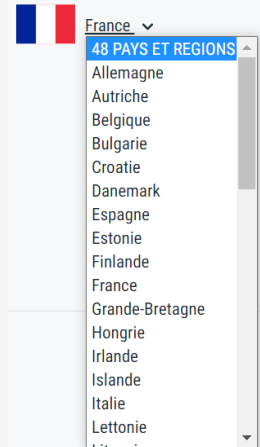 France
48 PAYS ET REGIONS
Allemagne
Autriche
Belgique
Bulgarie
Croatie
Danemark
Espagne
Estonie
Finlande
France
Grande-Bretagne
Hongrie
Irlande
Islande
Italie
Lettonie